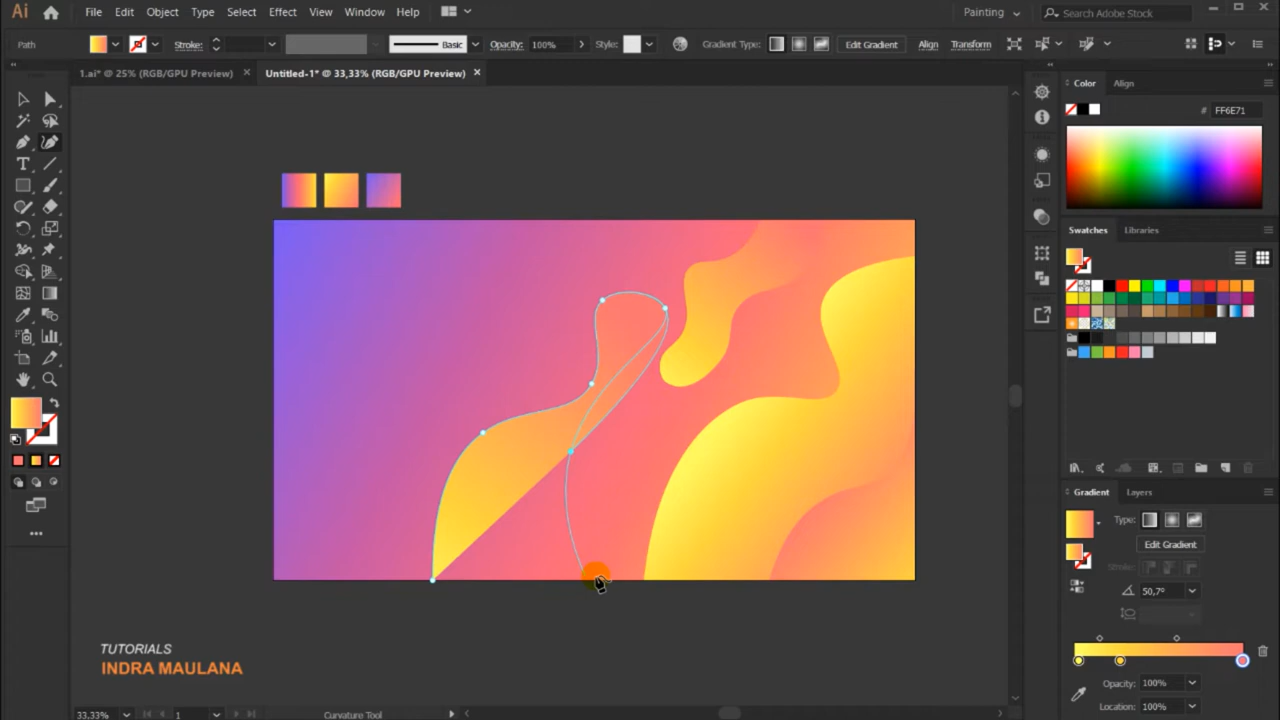 Ai File Edit Object Type Select Effect View Window Help Painting Search Adobe Stock
Path Stroke: Basic Opacity: 100% Style: Gradient Type: Edit Gradient Align Transform
1.ai* @ 25% (RGB/GPU Preview) × Untitled-1* @ 33,33% (RGB/GPU Preview) ×
Color Align
# FF6E71
Swatches Libraries
Gradient Layers
Type:
Edit Gradient
Stroke:
50,7°
Opacity: 100%
Location: 100%
TUTORIALS
INDRA MAULANA
33,33% 1 Curvature Tool